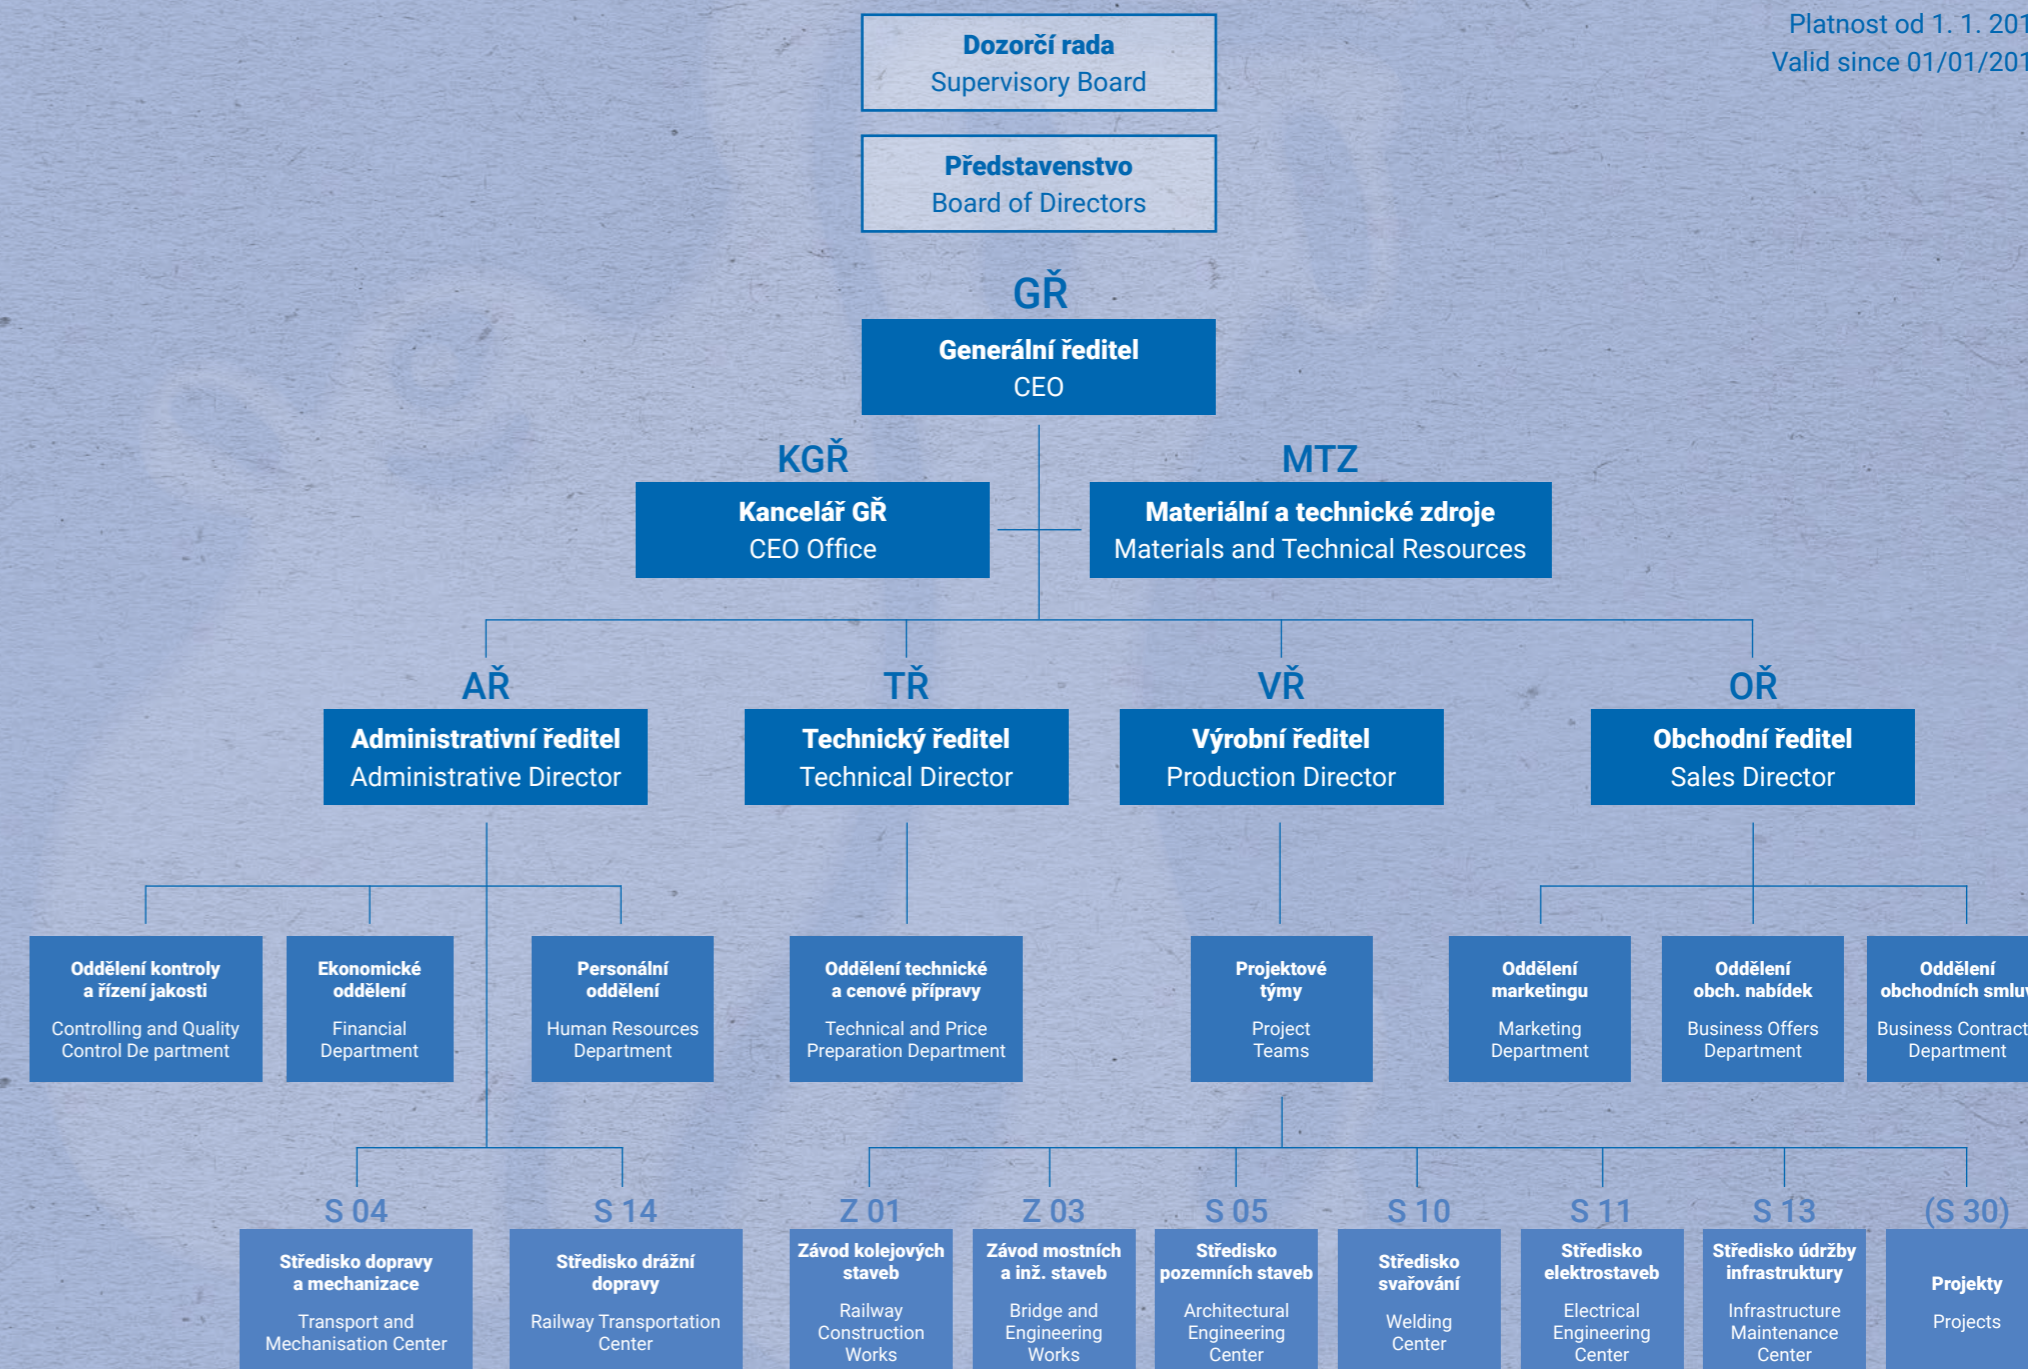 Platnost od 1. 1. 201
Valid since 01/01/201
Dozorčí rada
Supervisory Board
Představenstvo
Board of Directors
GŘ
Generální ředitel
CEO
KGŘ
Kancelář GŘ
CEO Office
MTZ
Materiální a technické zdroje
Materials and Technical Resources
AŘ
Administrativní ředitel
Administrative Director
TŘ
Technický ředitel
Technical Director
VŘ
Výrobní ředitel
Production Director
OŘ
Obchodní ředitel
Sales Director
Oddělení kontroly
a řízení jakosti
Controlling and Quality
Control De partment
Ekonomické
oddělení
Financial
Department
Personální
oddělení
Human Resources
Department
Oddělení technické
a cenové přípravy
Technical and Price
Preparation Department
Projektové
týmy
Project
Teams
Oddělení
marketingu
Marketing
Department
Oddělení
obch. nabídek
Business Offers
Department
Oddělení
obchodních smluv
Business Contract
Department
S 04
Středisko dopravy
a mechanizace
Transport and
Mechanisation Center
S 14
Středisko drážní
dopravy
Railway Transportation
Center
Z 01
Závod kolejových
staveb
Railway
Construction
Works
Z 03
Závod mostních
a inž. staveb
Bridge and
Engineering
Works
S 05
Středisko
pozemních staveb
Architectural
Engineering
Center
S 10
Středisko
svařování
Welding
Center
S 11
Středisko
elektrostaveb
Electrical
Engineering
Center
S 13
Středisko údržby
infrastruktury
Infrastructure
Maintenance
Center
(S 30)
Projekty
Projects